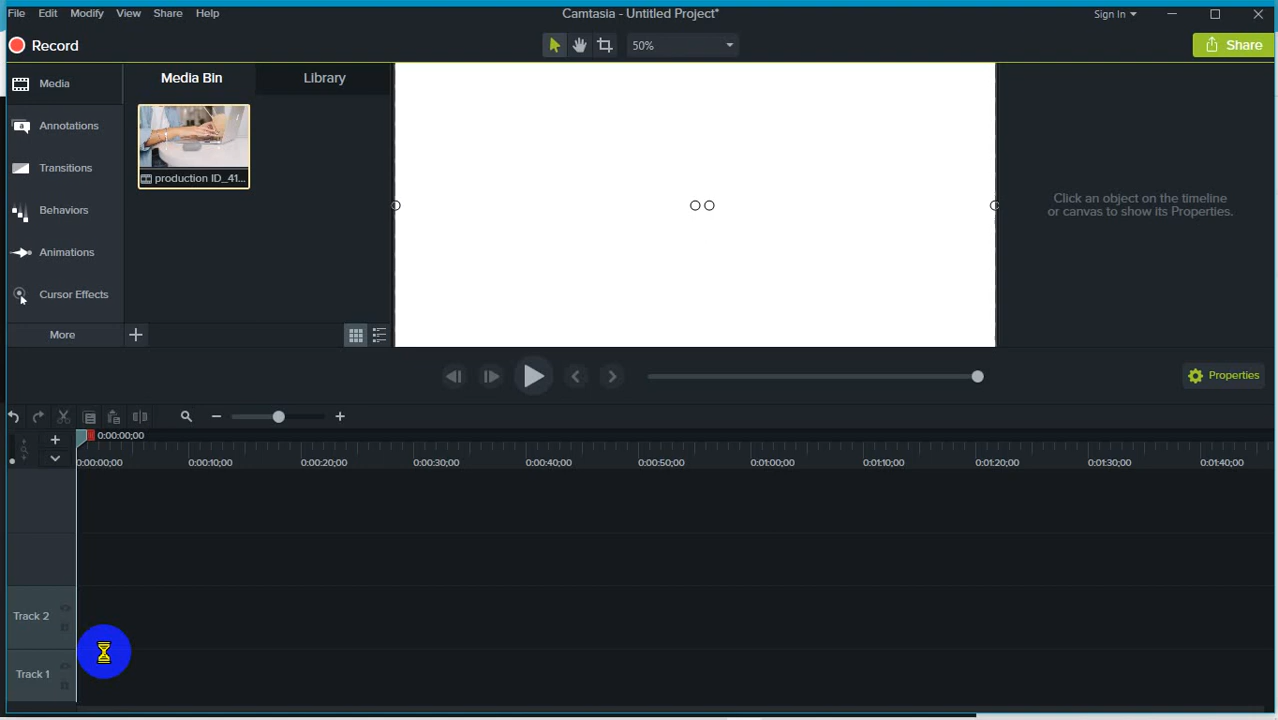 File Edit Modify View Share Help
Camtasia - Untitled Project*
Sign In
Record
50%
Share
Media
Media Bin
Library
production ID_41...
Annotations
Transitions
Behaviors
Animations
Cursor Effects
More
Click an object on the timeline
or canvas to show its Properties.
Properties
0:00:00;00
0:00:00;00 0:00:10;00 0:00:20;00 0:00:30;00 0:00:40;00 0:00:50;00 0:01:00;00 0:01:10;00 0:01:20;00 0:01:30;00 0:01:40;00
Track 2
Track 1